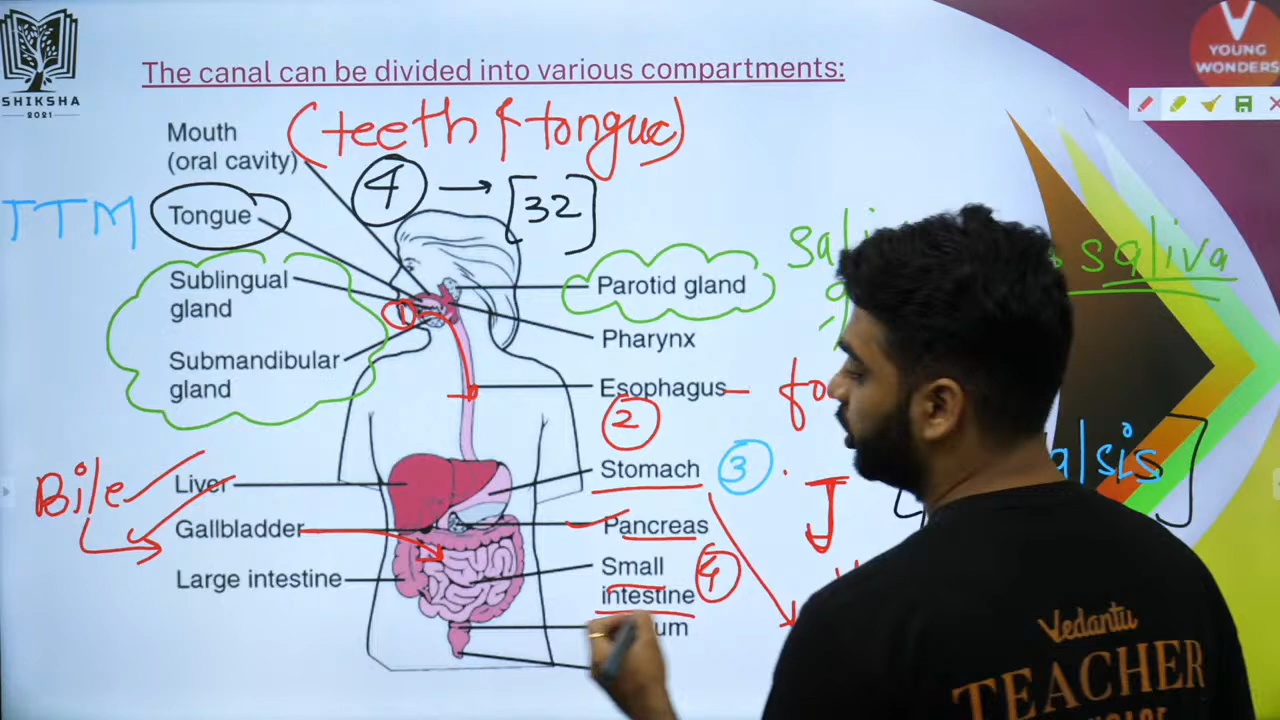 SHIKSHA
2021
The canal can be divided into various compartments:
YOUNG
WONDERS
Mouth
(oral cavity)
(teeth & tongue)
4 → [32]
TTM
Tongue
Sublingual
gland
Submandibular
gland
1
Parotid gland
saliva
Pharynx
Esophagus
2
Bile
Liver
Stomach
3
J
Gallbladder
Pancreas
Large intestine
Small
intestine
4
Vedantu
TEACHER